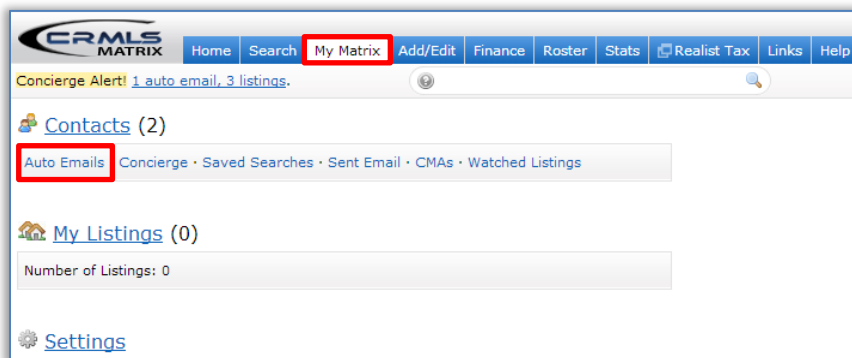 CRMLS
MATRIX
Home Search My Matrix Add/Edit Finance Roster Stats Realist Tax Links Help
Concierge Alert! 1 auto email, 3 listings.
Contacts (2)
Auto Emails Concierge · Saved Searches · Sent Email · CMAs · Watched Listings
My Listings (0)
Number of Listings: 0
Settings